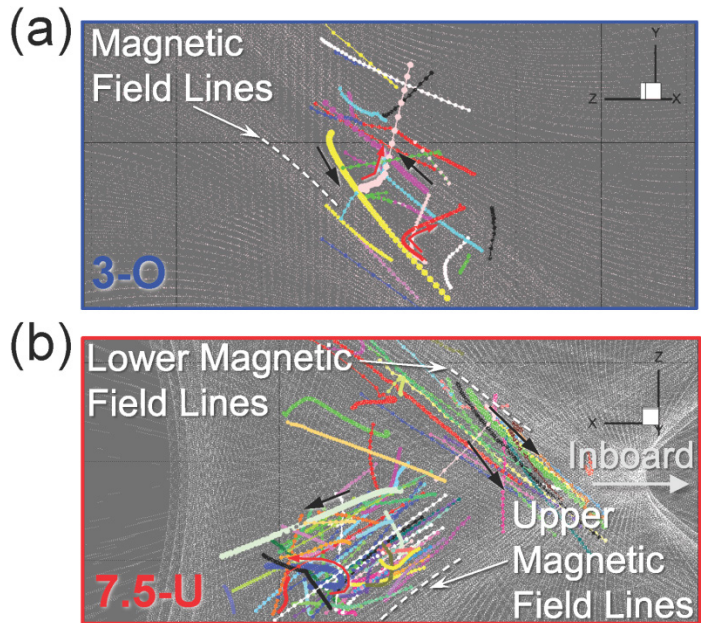 (a)
Magnetic
Field Lines
Y
Z
X
3-O
(b)
Lower Magnetic
Field Lines
Z
X
Y
Inboard
Upper
Magnetic
Field Lines
7.5-U